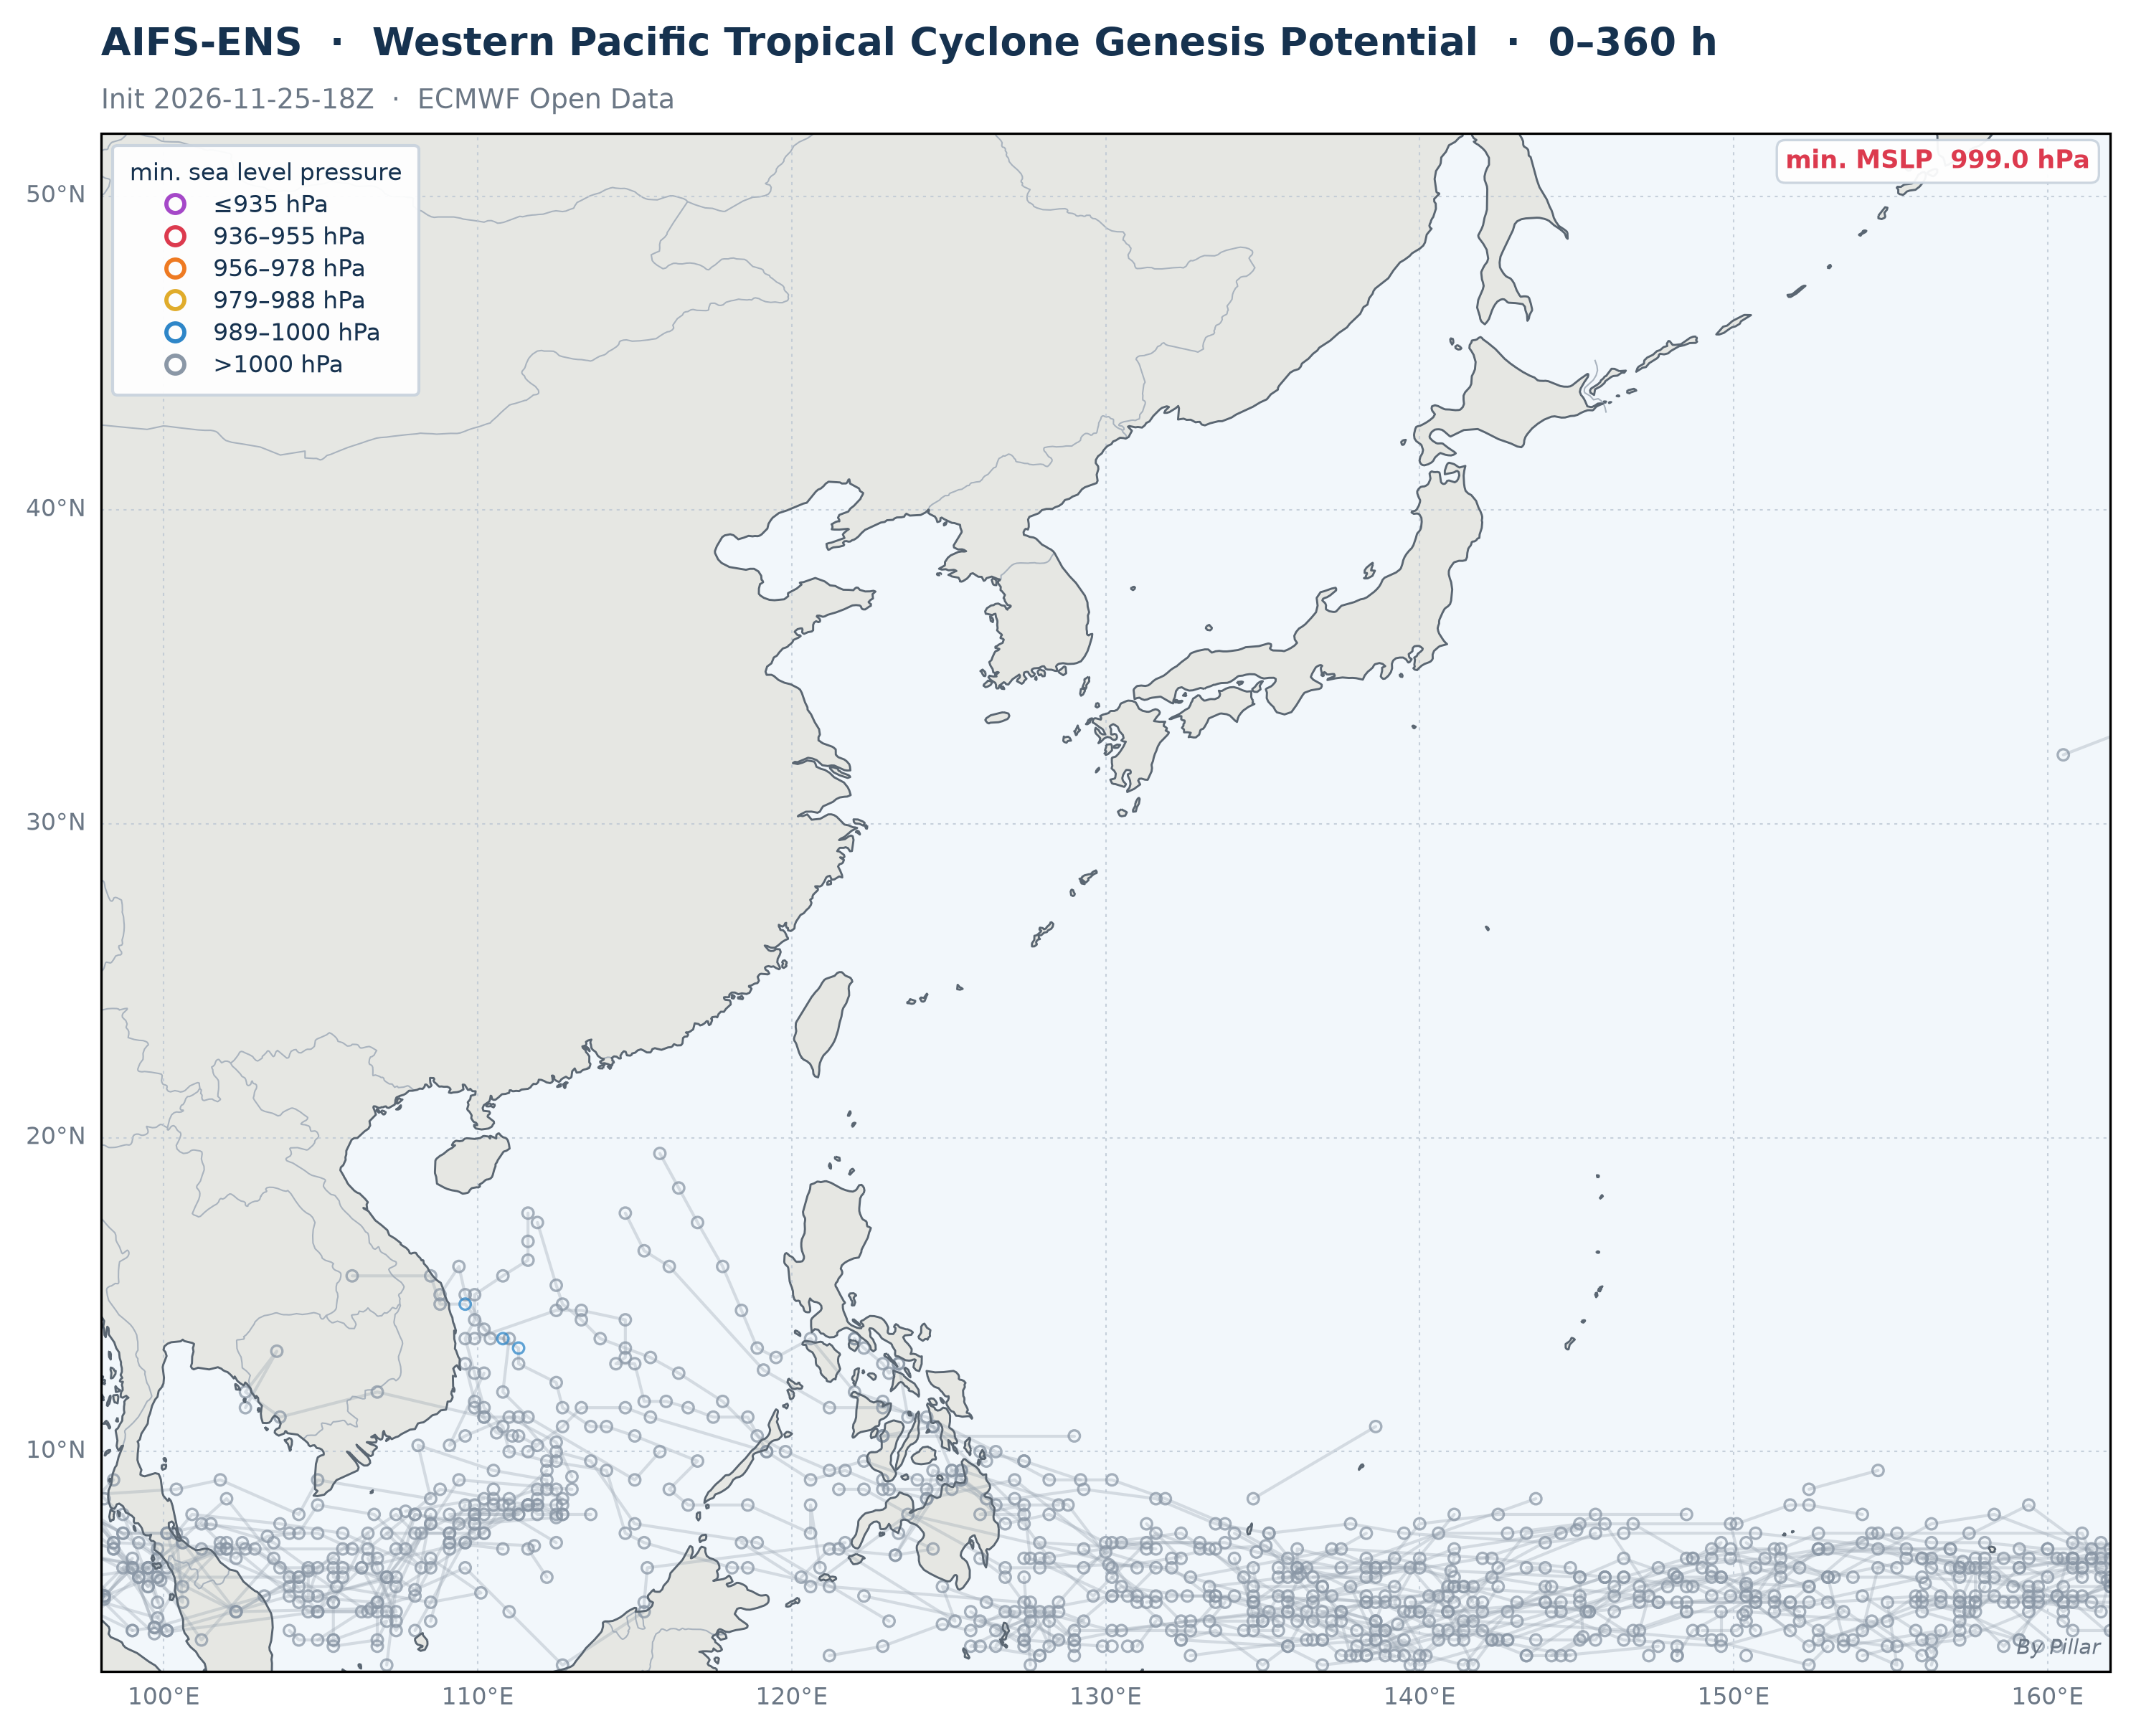 AIFS-ENS · Western Pacific Tropical Cyclone Genesis Potential · 0–360 h
Init 2026-11-25-18Z · ECMWF Open Data
min. sea level pressure
≤935 hPa
936–955 hPa
956–978 hPa
979–988 hPa
989–1000 hPa
>1000 hPa
min. MSLP 999.0 hPa
50°N
40°N
30°N
20°N
10°N
By Pillar
100°E 110°E 120°E 130°E 140°E 150°E 160°E